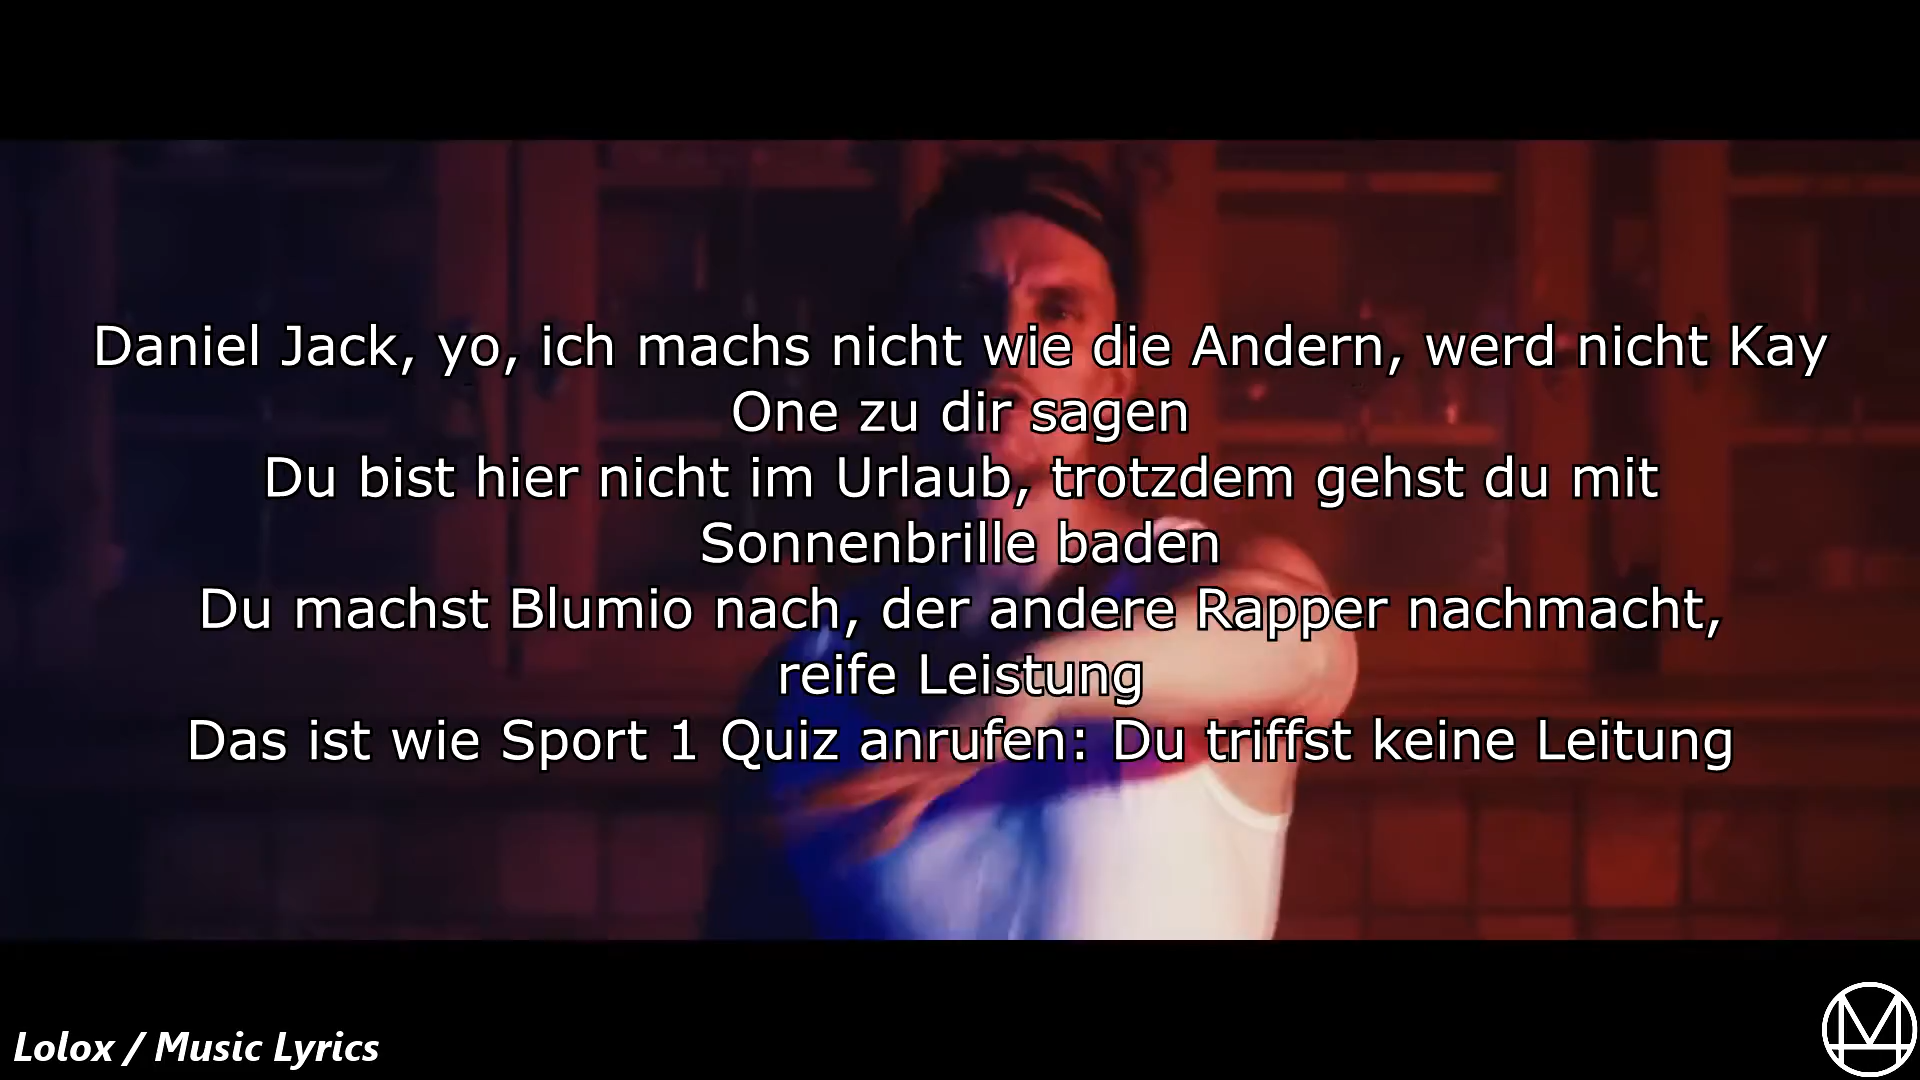 Daniel Jack, yo, ich machs nicht wie die Andern, werd nicht Kay
One zu dir sagen
Du bist hier nicht im Urlaub, trotzdem gehst du mit
Sonnenbrille baden
Du machst Blumio nach, der andere Rapper nachmacht,
reife Leistung
Das ist wie Sport 1 Quiz anrufen: Du triffst keine Leitung
Lolox / Music Lyrics